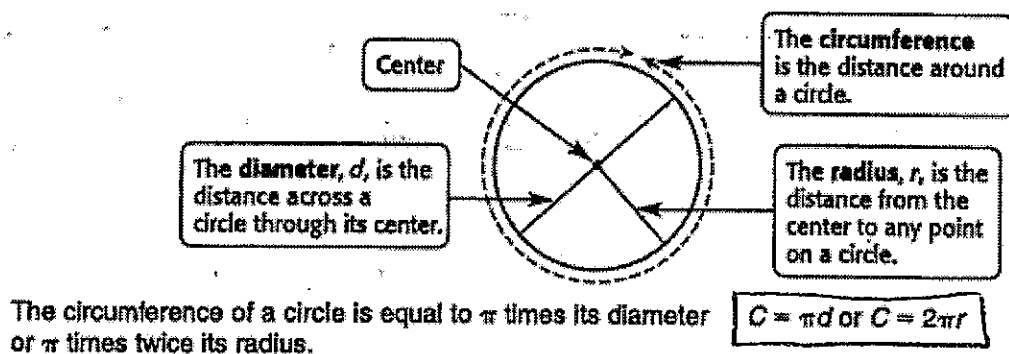 Center
The circumference
is the distance around
a circle.
The diameter, d, is the
distance across a
circle through its center.
The radius, r, is the
distance from the
center to any point
on a circle.
The circumference of a circle is equal to π times its diameter
or π times twice its radius.
C = πd or C = 2πr